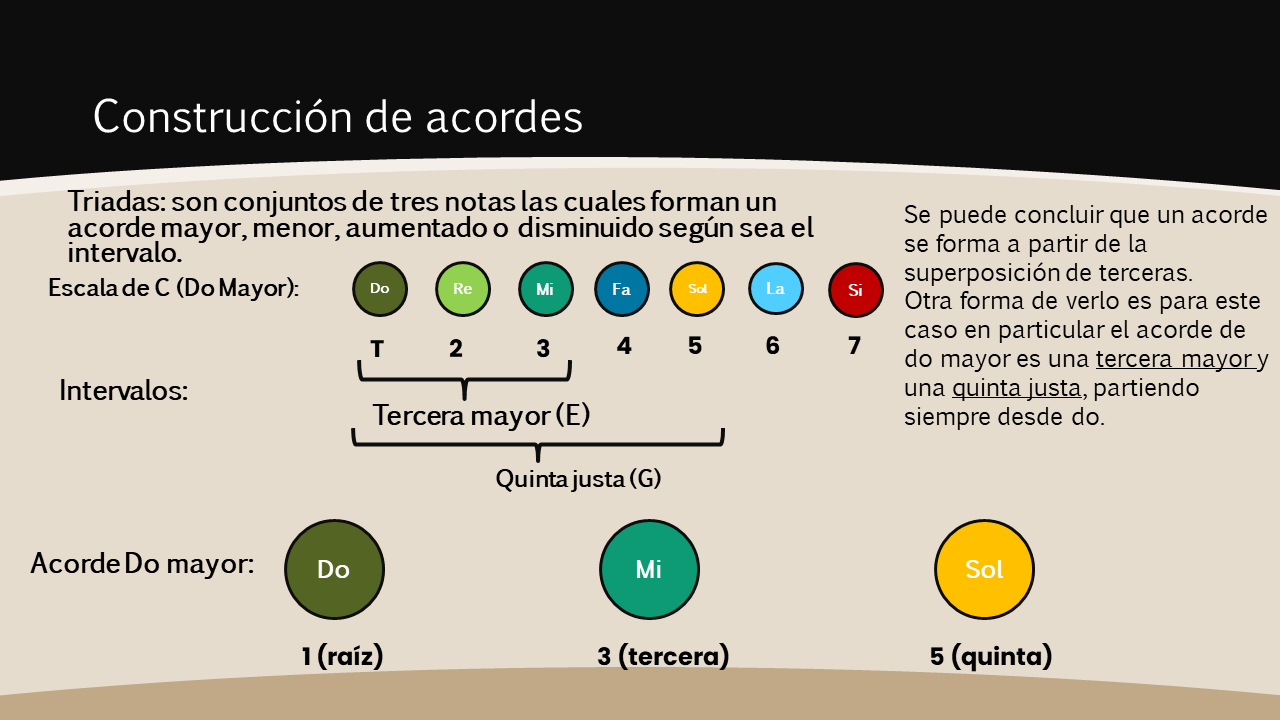 Construcción de acordes
Triadas: son conjuntos de tres notas las cuales forman un
acorde mayor, menor, aumentado o disminuido según sea el
intervalo.
Escala de C (Do Mayor):
Do Re Mi Fa Sol La Si
T 2 3 4 5 6 7
Intervalos:
Tercera mayor (E)
Quinta justa (G)
Se puede concluir que un acorde
se forma a partir de la
superposición de terceras.
Otra forma de verlo es para este
caso en particular el acorde de
do mayor es una tercera mayor y
una quinta justa, partiendo
siempre desde do.
Acorde Do mayor:
Do Mi Sol
1 (raíz) 3 (tercera) 5 (quinta)